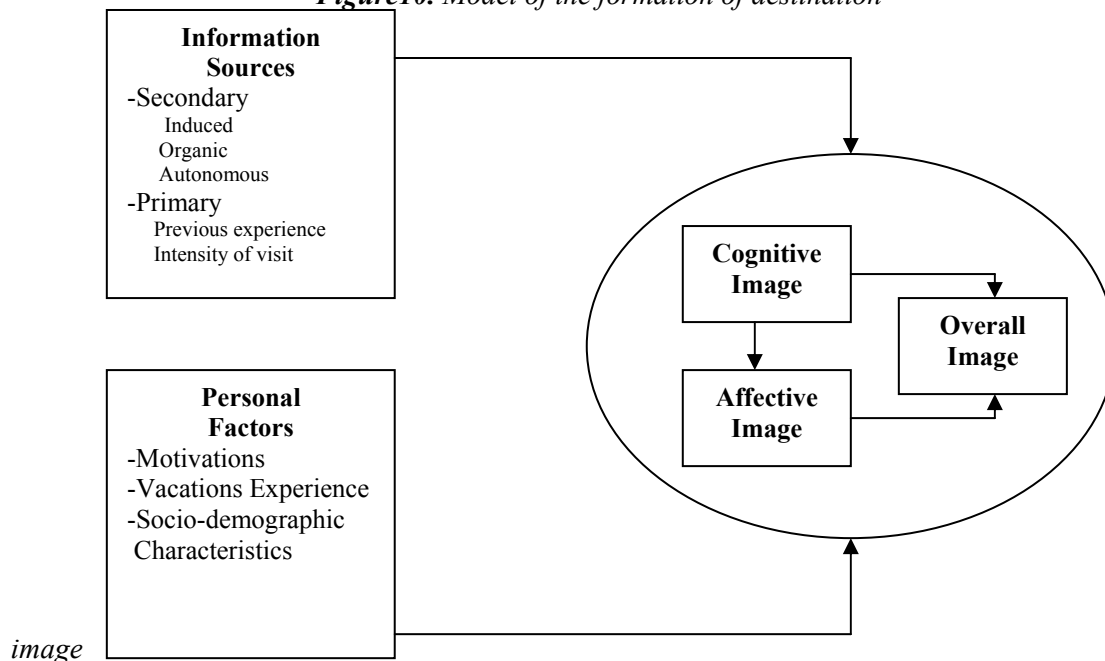 Figure10. Model of the formation of destination
Information
Sources
-Secondary
Induced
Organic
Autonomous
-Primary
Previous experience
Intensity of visit
Cognitive
Image
Overall
Image
Affective
Image
Personal
Factors
-Motivations
-Vacations Experience
-Socio-demographic
Characteristics
image